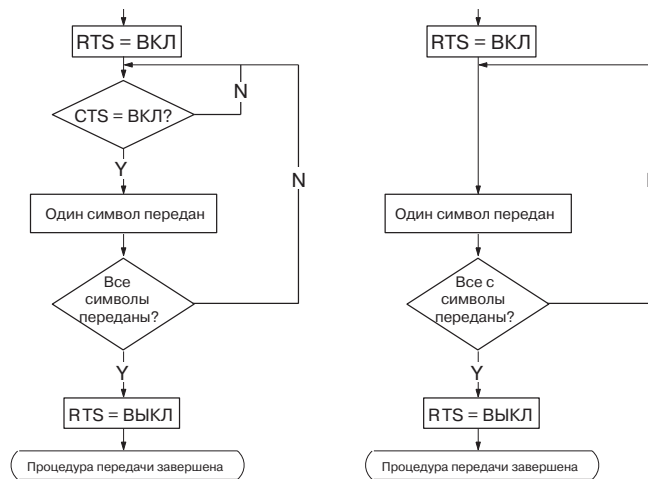 RTS = ВКЛ
CTS = ВКЛ?
N
Y
N
Один символ передан
Все
символы
переданы?
Y
RTS = ВЫКЛ
Процедура передачи завершена
RTS = ВКЛ
Один символ передан
Все с
символы
переданы?
Y
RTS = ВЫКЛ
Процедура передачи завершена